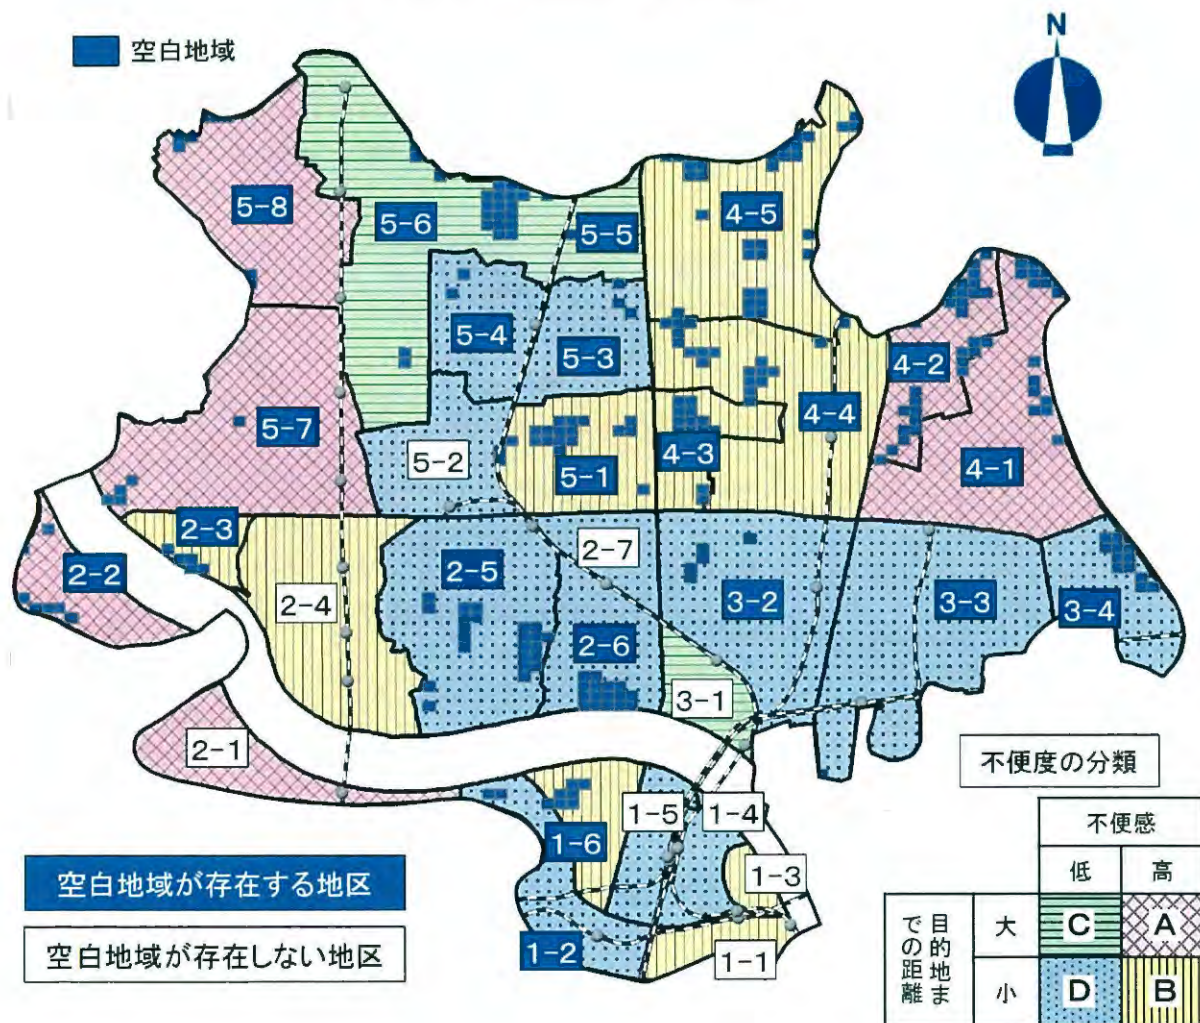 空白地域
N
5-8
5-6
5-5
4-5
5-4
5-3
4-2
5-7
5-2
5-1
4-3
4-4
4-1
2-3
2-2
2-4
2-5
2-7
2-6
3-2
3-3
3-4
3-1
2-1
1-5
1-4
1-6
1-3
1-2
1-1
空白地域が存在する地区
空白地域が存在しない地区
不便度の分類
不便感
低
高
目的地ま
での距離
大
C
A
小
D
B